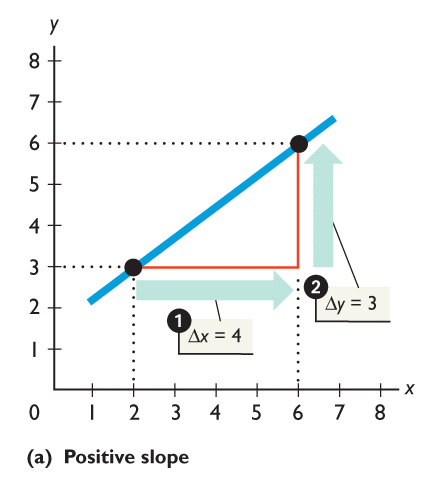 y
8
7
6
5
4
3
2
1
0 1 2 3 4 5 6 7 8 x
1 Δx = 4
2 Δy = 3
(a) Positive slope